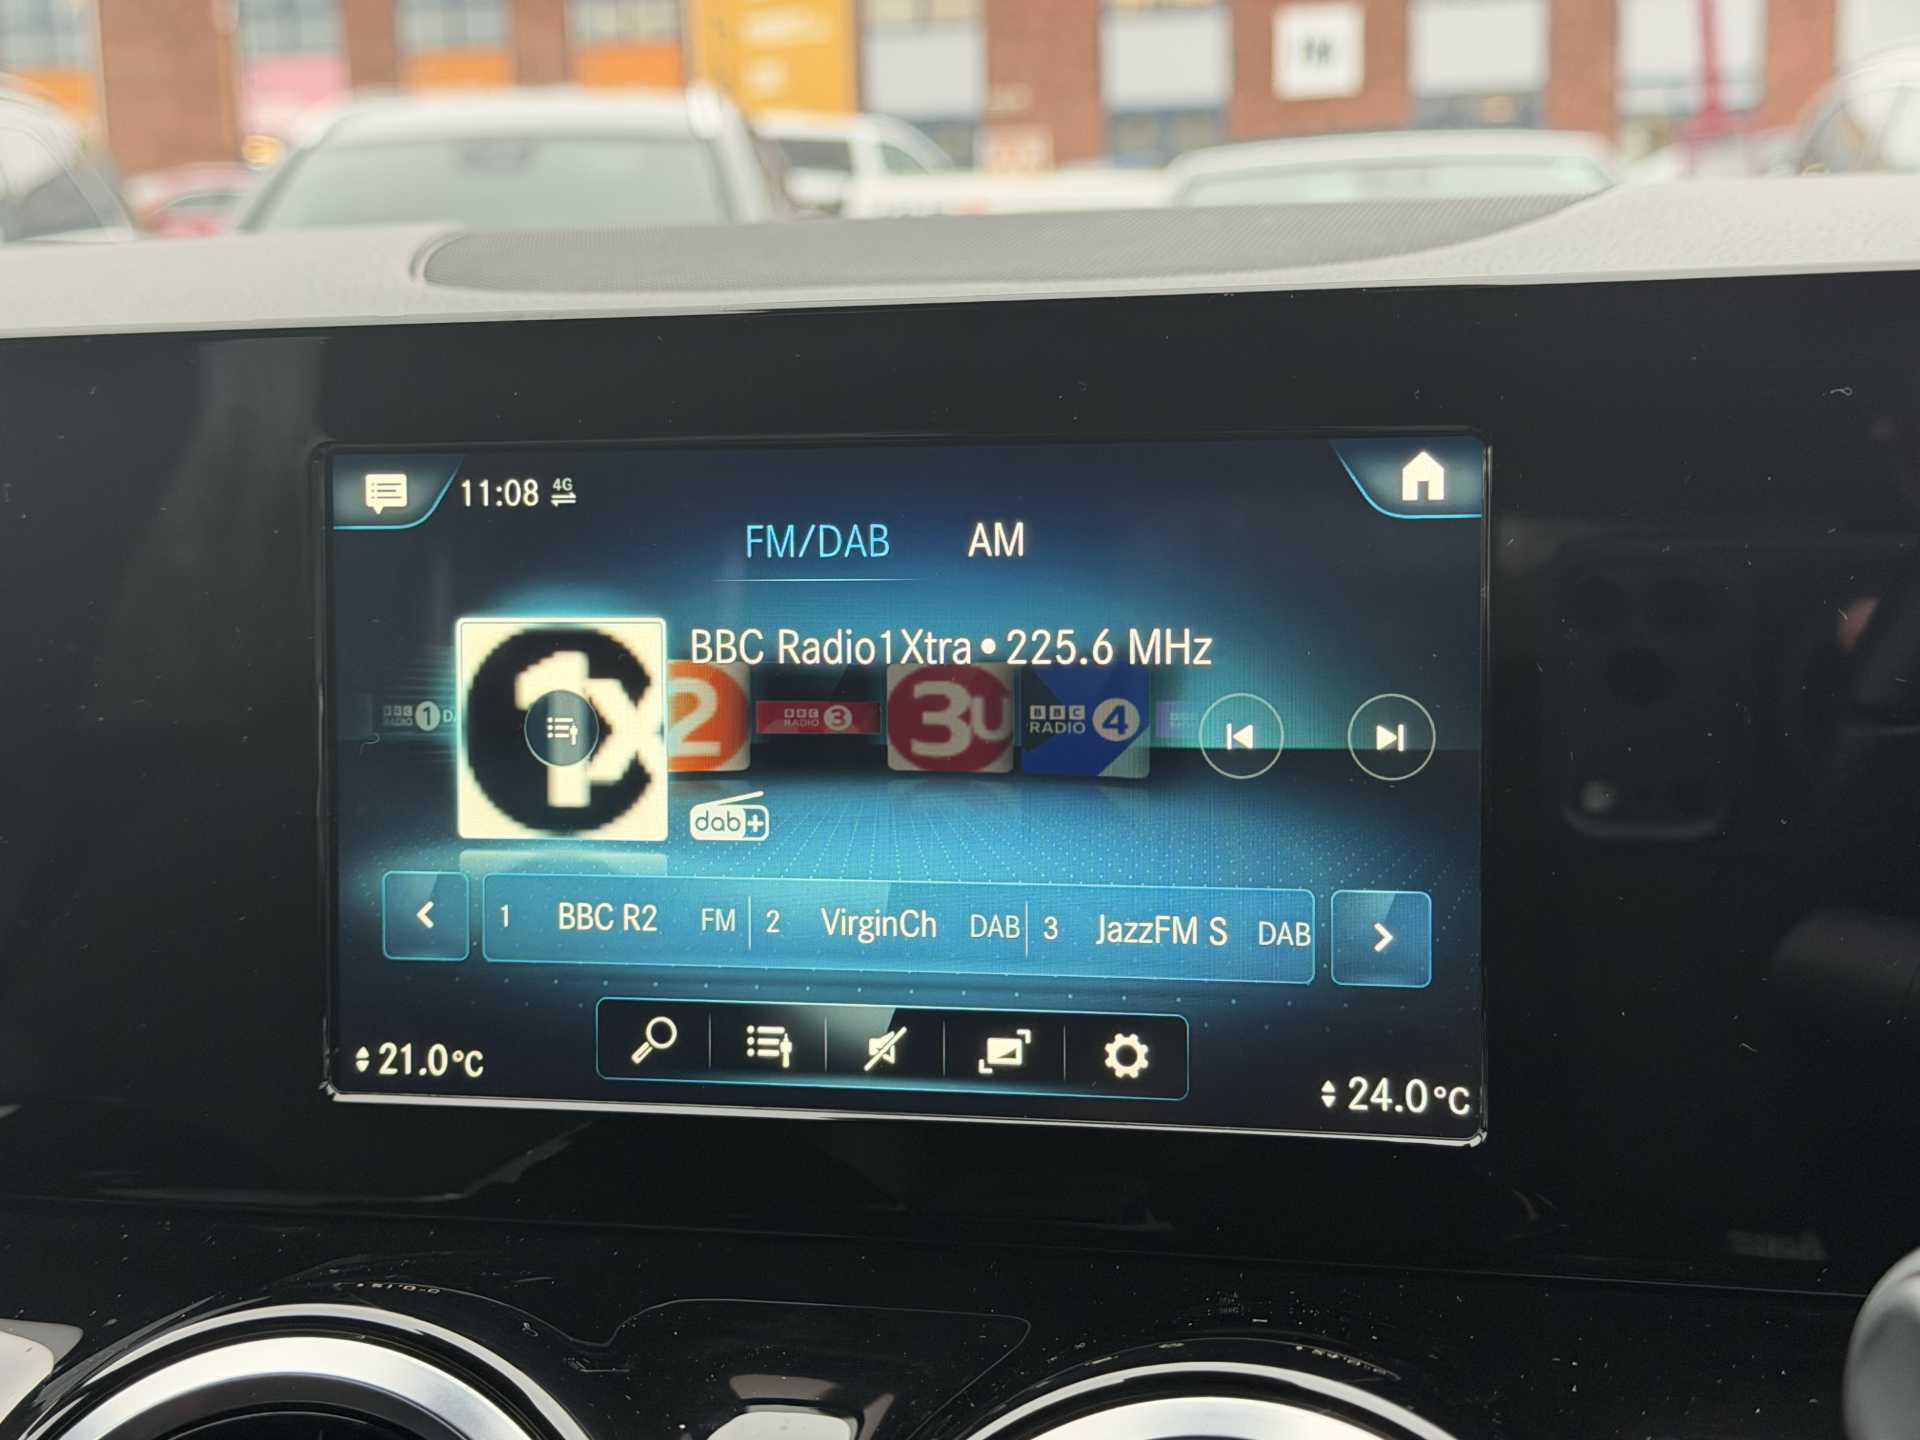 11:08 4G
FM/DAB AM
BBC Radio1Xtra • 225.6 MHz
BBC RADIO 1 D
1X
2
BBC RADIO 3
3U
BBC RADIO 4
dab+
1 BBC R2 FM 2 VirginCh DAB 3 JazzFM S DAB
21.0°C
24.0°C